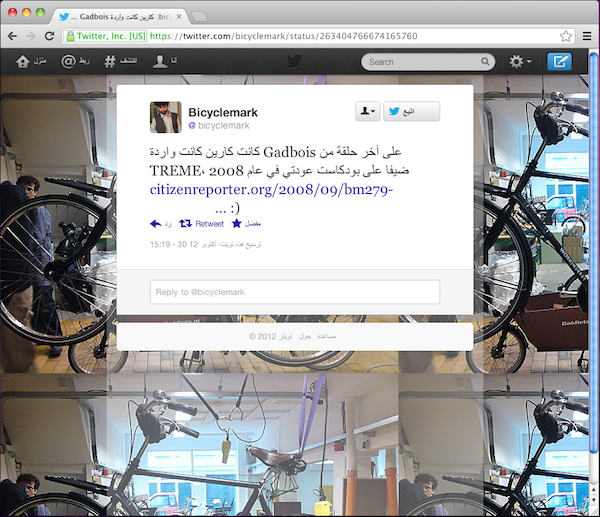 bicyclemark: كارين كانت واردة Gadbois ...
Twitter, Inc. [US] https://twitter.com/bicyclemark/status/263404766674165760
منزل
@ ربط
# اكتشف
أنا
Search
Bicyclemark
@ bicyclemark
اتبع
على آخر حلقة من Gadbois كانت كارين كانت واردة
ضيفا على بودكاست عودتي في عام 2008 ،TREME
citizenreporter.org/2008/09/bm279-
... :)
رد
Retweet
مفضل
15:19 - 30 أكتوبر 12 ·ترسيخ هذه تويت
Reply to @bicyclemark
© 2012 تويتر حول مساعدة
Oakfiets